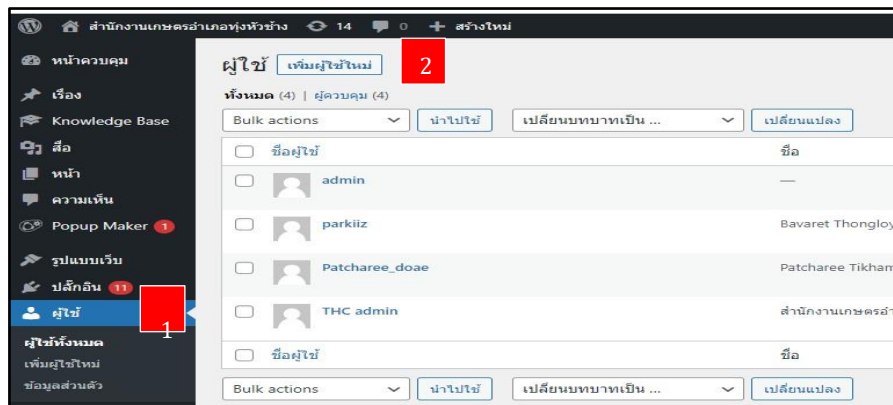 สำนักงานเกษตรอำเภอทุ่งหัวช้าง 14 0 + สร้างใหม่
หน้าควบคุม
เรื่อง
Knowledge Base
สื่อ
หน้า
ความเห็น
Popup Maker 1
รูปแบบเว็บ
ปลั๊กอิน 11
ผู้ใช้
1
ผู้ใช้ทั้งหมด
เพิ่มผู้ใช้ใหม่
ข้อมูลส่วนตัว
ผู้ใช้ เพิ่มผู้ใช้ใหม่ 2
ทั้งหมด (4) | ผู้ควบคุม (4)
Bulk actions นำไปใช้ เปลี่ยนบทบาทเป็น ... เปลี่ยนแปลง
ชื่อผู้ใช้ ชื่อ
admin —
parkiiz Bavaret Thongloy
Patcharee_doae Patcharee Tikham
THC admin สำนักงานเกษตรอำ
ชื่อผู้ใช้ ชื่อ
Bulk actions นำไปใช้ เปลี่ยนบทบาทเป็น ... เปลี่ยนแปลง